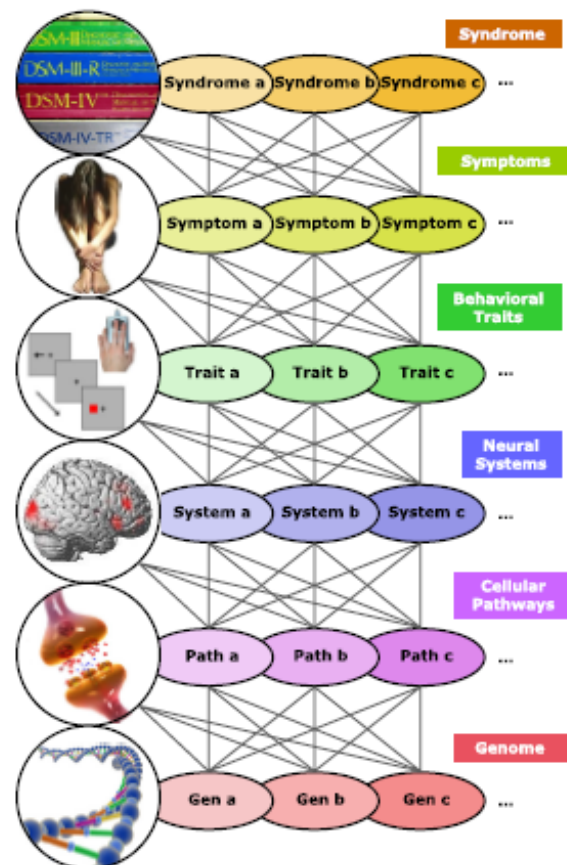 Syndrome
DSM-III
DSM-III-R
DSM-IV
DSM-IV-TR
Syndrome a Syndrome b Syndrome c ...
Symptoms
Symptom a Symptom b Symptom c ...
Behavioral
Traits
Trait a Trait b Trait c ...
Neural
Systems
System a System b System c ...
Cellular
Pathways
Path a Path b Path c ...
Genome
Gen a Gen b Gen c ...